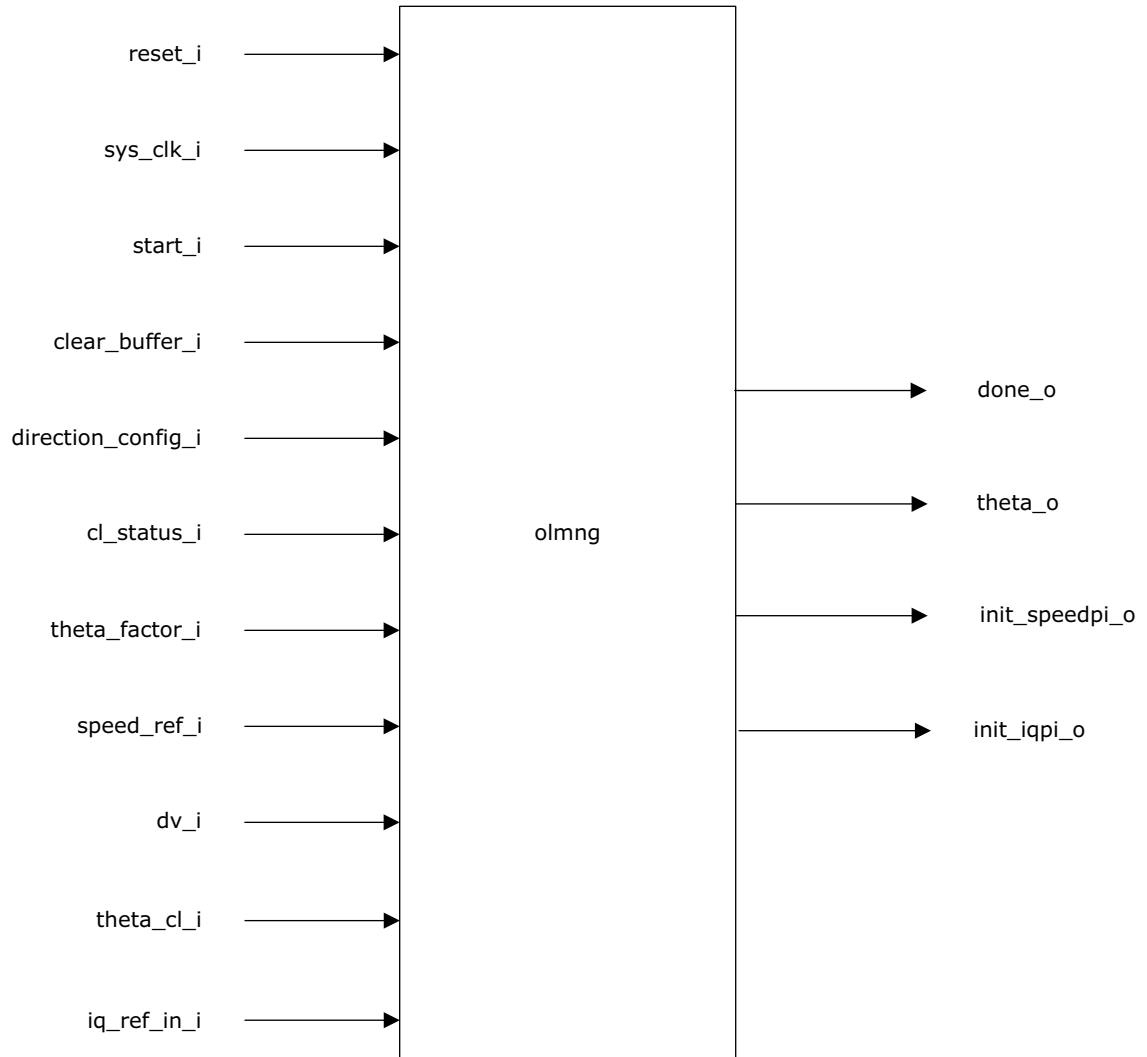 reset_i
sys_clk_i
start_i
clear_buffer_i
direction_config_i
cl_status_i
theta_factor_i
speed_ref_i
dv_i
theta_cl_i
iq_ref_in_i
olmng
done_o
theta_o
init_speedpi_o
init_iqpi_o